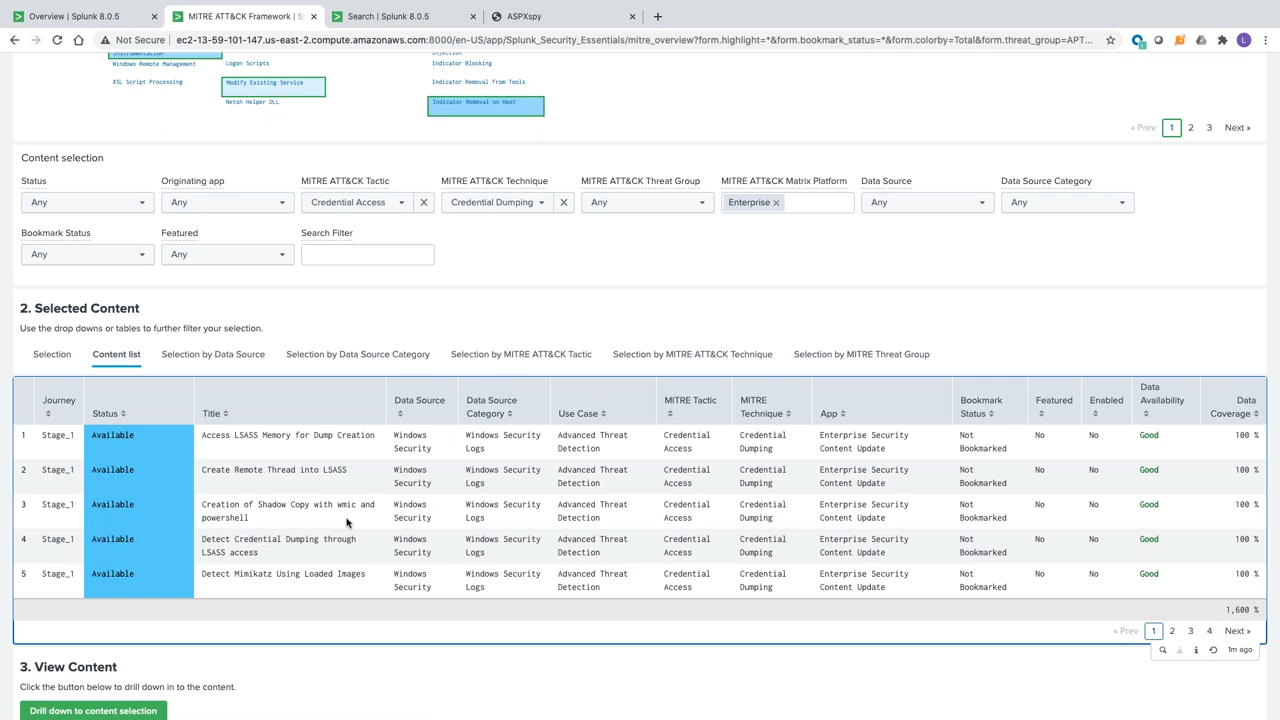 Overview | Splunk 8.0.5
MITRE ATT&CK Framework | S
Search | Splunk 8.0.5
ASPXspy
Not Secure | ec2-13-59-101-147.us-east-2.compute.amazonaws.com:8000/en-US/app/Splunk_Security_Essentials/mitre_overview?form.highlight=*&form.bookmark_status=*&form.colorby=Total&form.threat_group=APT...
Instrumentation
Injection
Windows Remote Management
Logon Scripts
Indicator Blocking
XSL Script Processing
Modify Existing Service
Indicator Removal from Tools
Netsh Helper DLL
Indicator Removal on Host
« Prev 1 2 3 Next »
Content selection
Status Originating app MITRE ATT&CK Tactic MITRE ATT&CK Technique MITRE ATT&CK Threat Group MITRE ATT&CK Matrix Platform Data Source Data Source Category
Any Any Credential Access Credential Dumping Any Enterprise Any Any
Bookmark Status Featured Search Filter
Any Any
2. Selected Content
Use the drop downs or tables to further filter your selection.
Selection Content list Selection by Data Source Selection by Data Source Category Selection by MITRE ATT&CK Tactic Selection by MITRE ATT&CK Technique Selection by MITRE Threat Group
Journey Status Title Data Source Data Source Category Use Case MITRE Tactic MITRE Technique App Bookmark Status Featured Enabled Data Availability Data Coverage
1 Stage_1 Available Access LSASS Memory for Dump Creation Windows Security Windows Security Logs Advanced Threat Detection Credential Access Credential Dumping Enterprise Security Content Update Not Bookmarked No No Good 100 %
2 Stage_1 Available Create Remote Thread into LSASS Windows Security Windows Security Logs Advanced Threat Detection Credential Access Credential Dumping Enterprise Security Content Update Not Bookmarked No No Good 100 %
3 Stage_1 Available Creation of Shadow Copy with wmic and powershell Windows Security Windows Security Logs Advanced Threat Detection Credential Access Credential Dumping Enterprise Security Content Update Not Bookmarked No No Good 100 %
4 Stage_1 Available Detect Credential Dumping through LSASS access Windows Security Windows Security Logs Advanced Threat Detection Credential Access Credential Dumping Enterprise Security Content Update Not Bookmarked No No Good 100 %
5 Stage_1 Available Detect Mimikatz Using Loaded Images Windows Security Windows Security Logs Advanced Threat Detection Credential Access Credential Dumping Enterprise Security Content Update Not Bookmarked No No Good 100 %
1,600 %
« Prev 1 2 3 4 Next »
1m ago
3. View Content
Click the button below to drill down in to the content.
Drill down to content selection